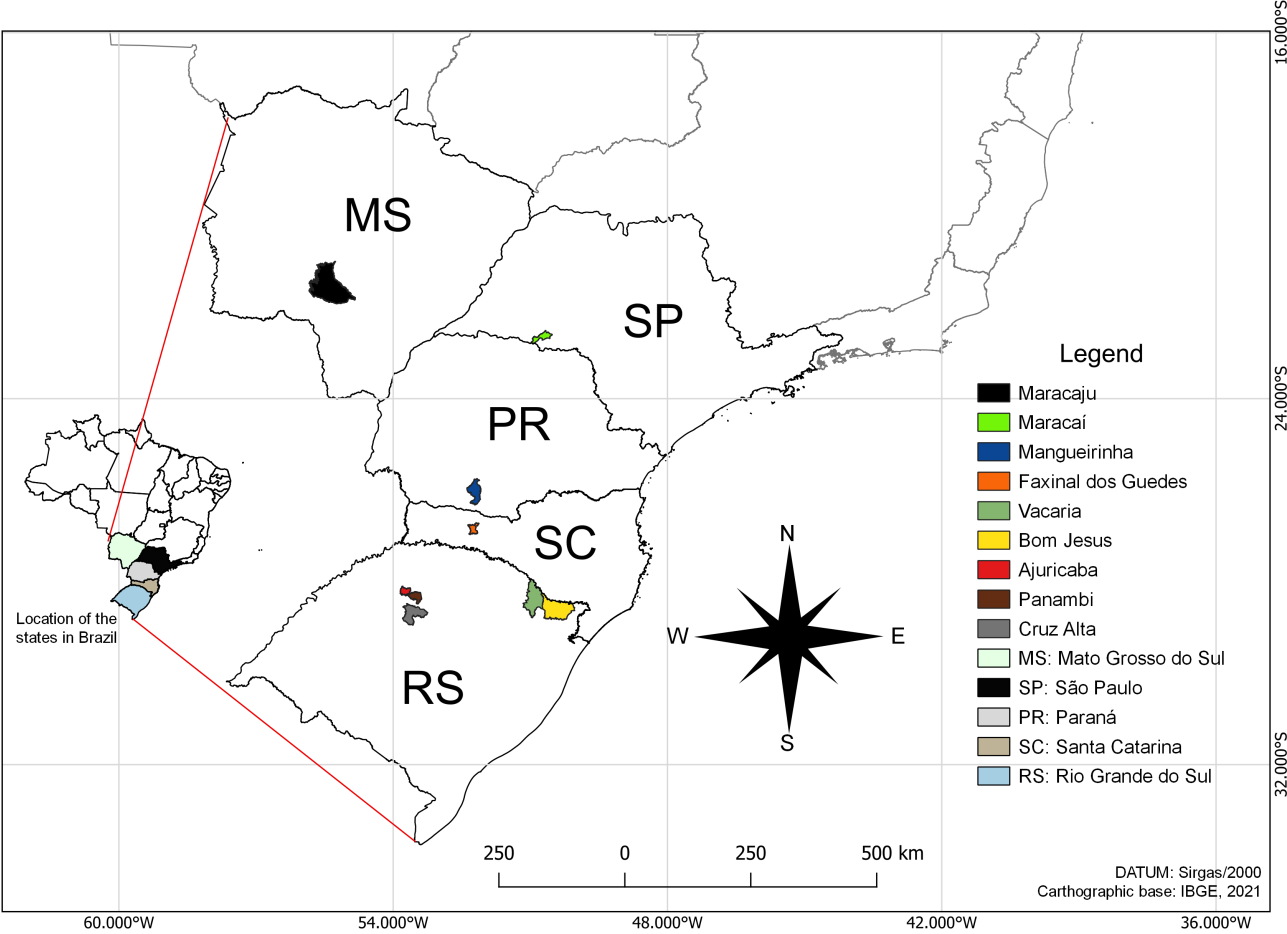 16.000°S
MS
SP
Legend
Maracaju
24.000°S
Maracaí
PR
Mangueirinha
Faxinal dos Guedes
Vacaria
N
SC
Bom Jesus
Ajuricaba
Panambi
Location of the
states in Brazil
W
E
Cruz Alta
MS: Mato Grosso do Sul
RS
SP: São Paulo
PR: Paraná
S
SC: Santa Catarina
32.000°S
RS: Rio Grande do Sul
250 0 250 500 km
DATUM: Sirgas/2000
Carthographic base: IBGE, 2021
60.000°W 54.000°W 48.000°W 42.000°W 36.000°W